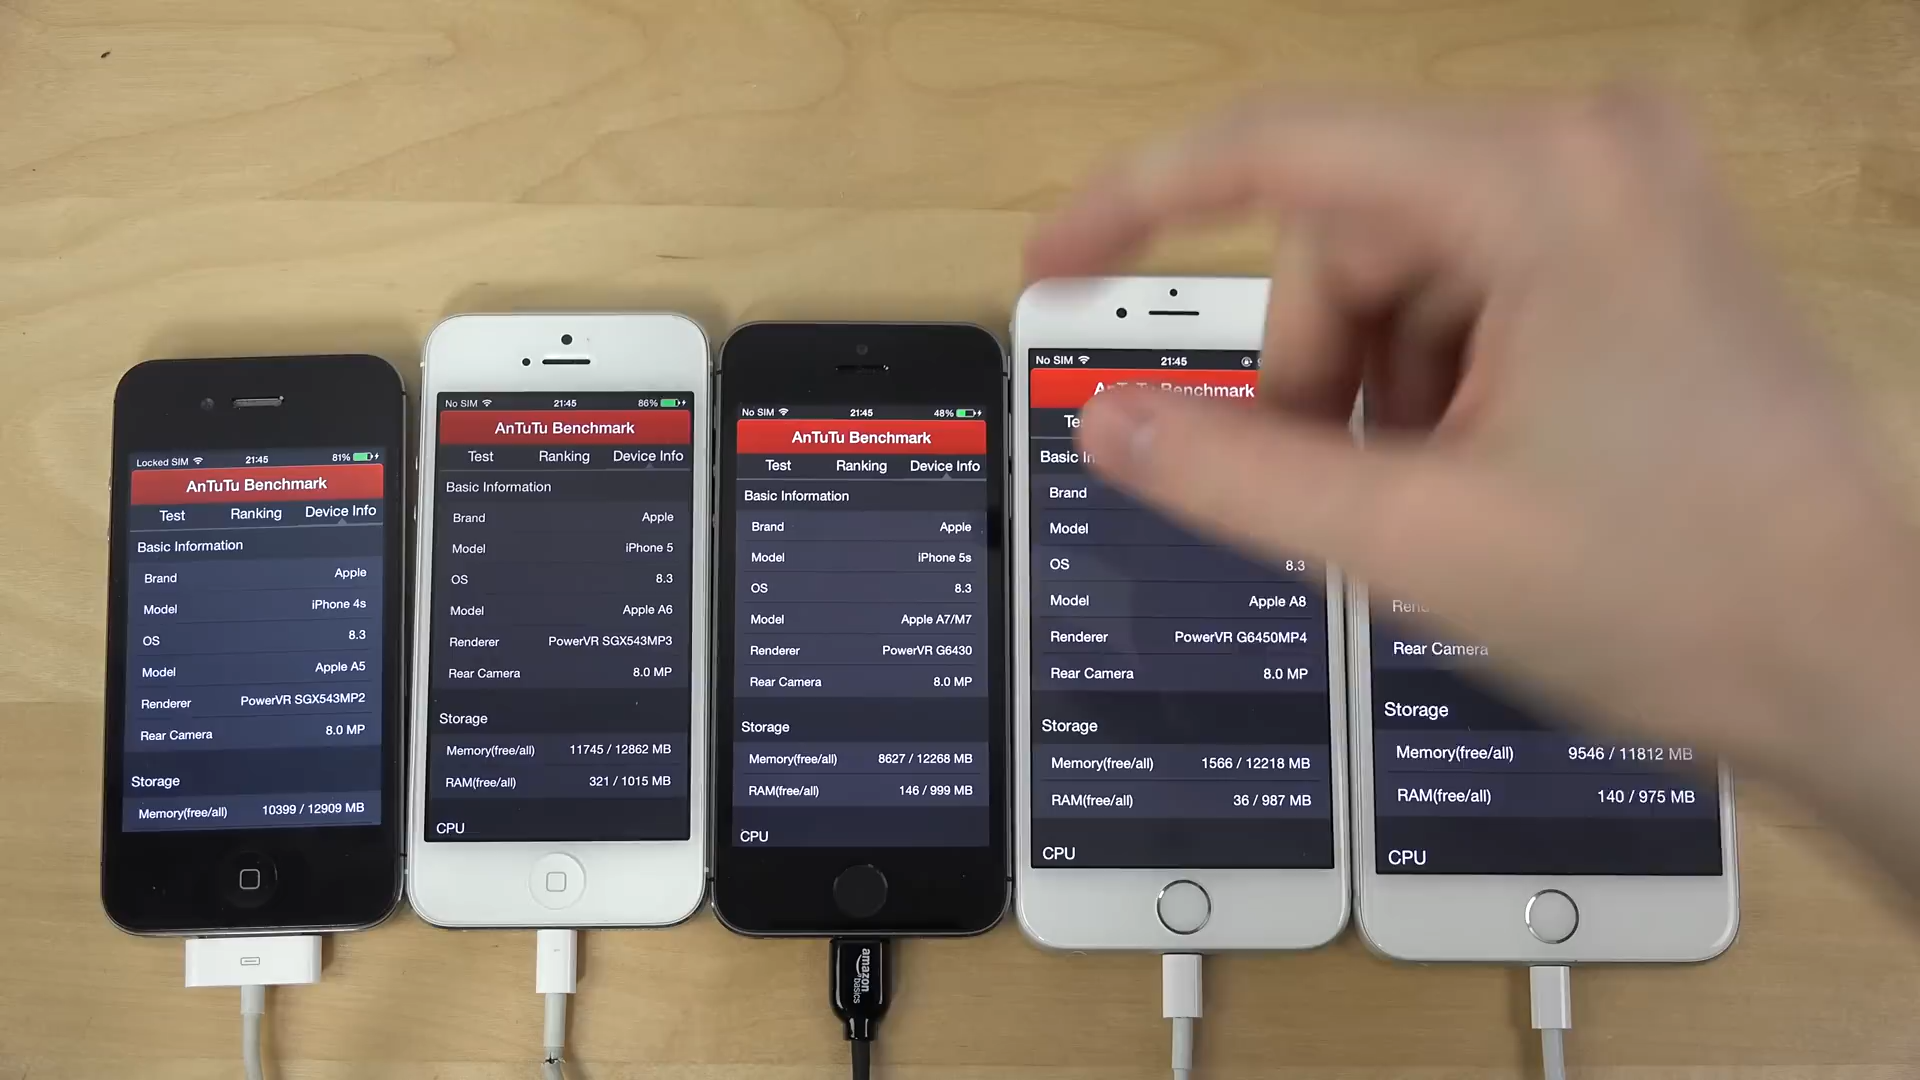 Locked SIM 21:45 81%
AnTuTu Benchmark
Test Ranking Device Info
Basic Information
Brand Apple
Model iPhone 4s
OS 8.3
Model Apple A5
Renderer PowerVR SGX543MP2
Rear Camera 8.0 MP
Storage
Memory(free/all) 10399 / 12909 MB
No SIM 21:45 86%
AnTuTu Benchmark
Test Ranking Device Info
Basic Information
Brand Apple
Model iPhone 5
OS 8.3
Model Apple A6
Renderer PowerVR SGX543MP3
Rear Camera 8.0 MP
Storage
Memory(free/all) 11745 / 12862 MB
RAM(free/all) 321 / 1015 MB
CPU
No SIM 21:45 48%
AnTuTu Benchmark
Test Ranking Device Info
Basic Information
Brand Apple
Model iPhone 5s
OS 8.3
Model Apple A7/M7
Renderer PowerVR G6430
Rear Camera 8.0 MP
Storage
Memory(free/all) 8627 / 12268 MB
RAM(free/all) 146 / 999 MB
CPU
amazon
basics
No SIM 21:45
AnTuTu Benchmark
Te
Basic In
Brand
Model
OS 8.3
Model Apple A8
Renderer PowerVR G6450MP4
Rear Camera 8.0 MP
Storage
Memory(free/all) 1566 / 12218 MB
RAM(free/all) 36 / 987 MB
CPU
Rend
Rear Camera
Storage
Memory(free/all) 9546 / 11812 MB
RAM(free/all) 140 / 975 MB
CPU